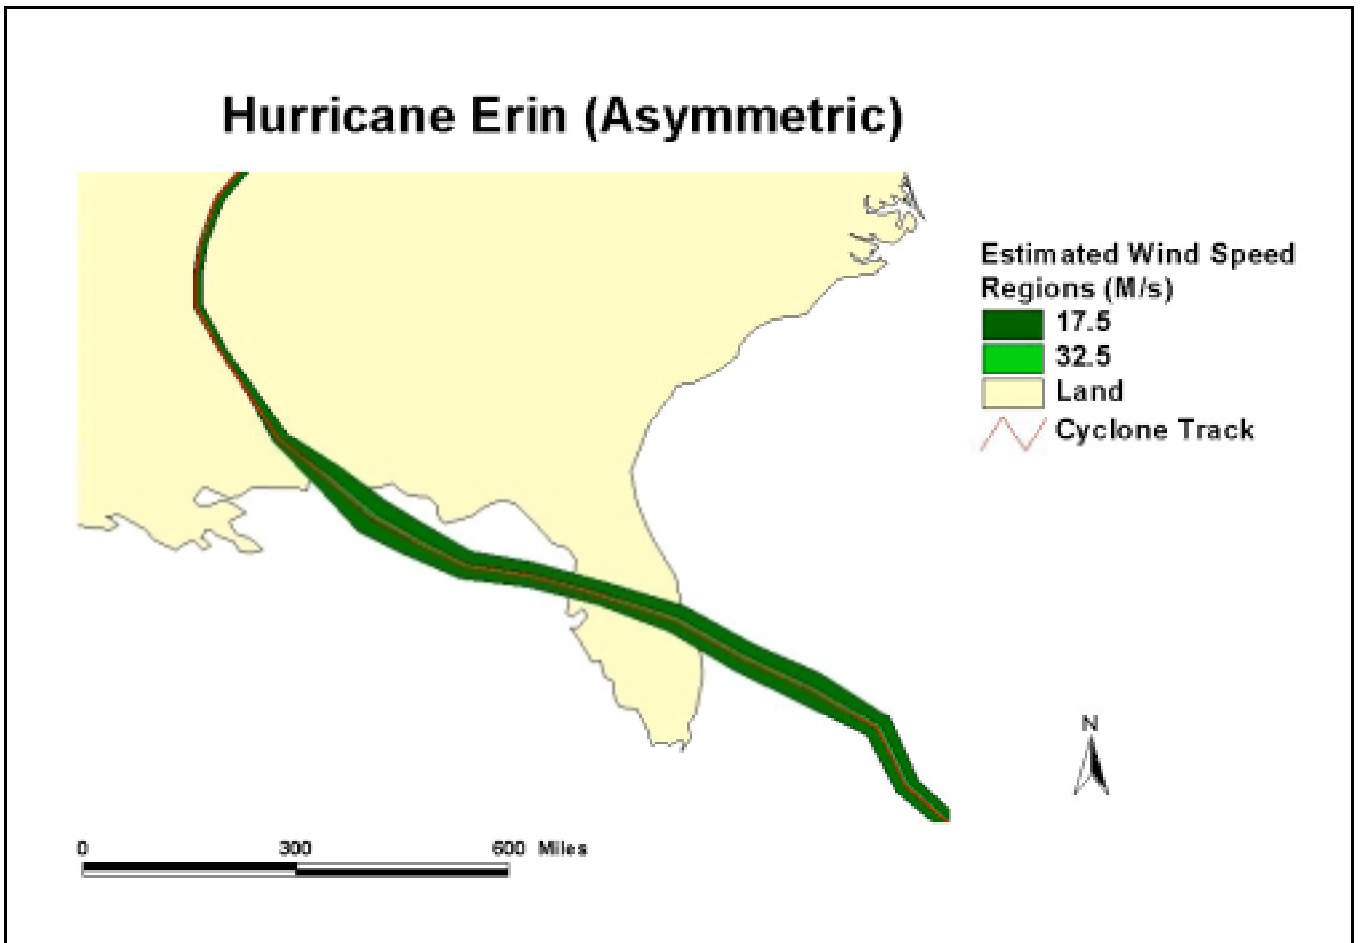 Hurricane Erin (Asymmetric)
Estimated Wind Speed
Regions (M/s)
17.5
32.5
Land
Cyclone Track
N
0 300 600 Miles